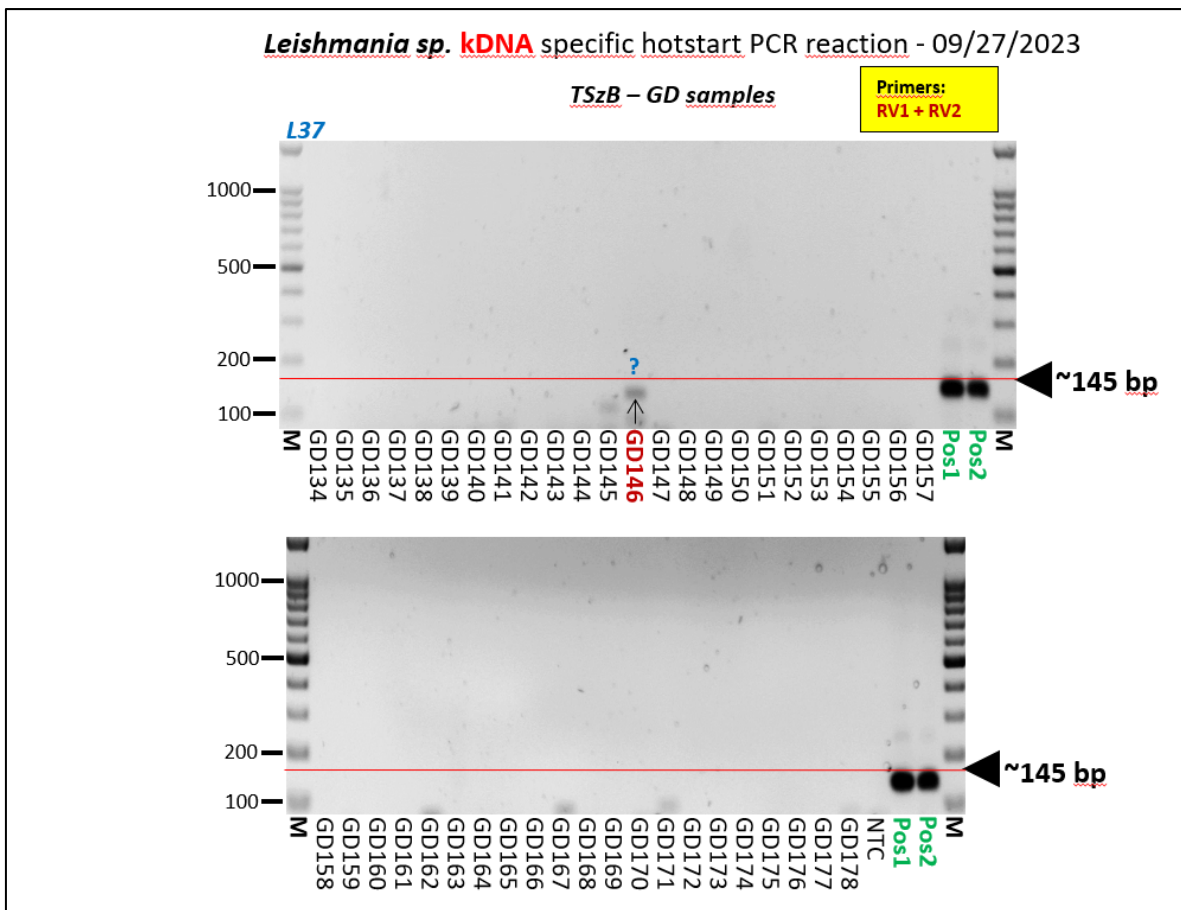 Leishmania sp. kDNA specific hotstart PCR reaction - 09/27/2023
TSzB – GD samples
Primers:
RV1 + RV2
L37
1000
500
200
100
?
~145 bp
M GD134 GD135 GD136 GD137 GD138 GD139 GD140 GD141 GD142 GD143 GD144 GD145 GD146 GD147 GD148 GD149 GD150 GD151 GD152 GD153 GD154 GD155 GD156 GD157 Pos1 Pos2 M
1000
500
200
100
~145 bp
M GD158 GD159 GD160 GD161 GD162 GD163 GD164 GD165 GD166 GD167 GD168 GD169 GD170 GD171 GD172 GD173 GD174 GD175 GD176 GD177 GD178 NTC Pos1 Pos2 M